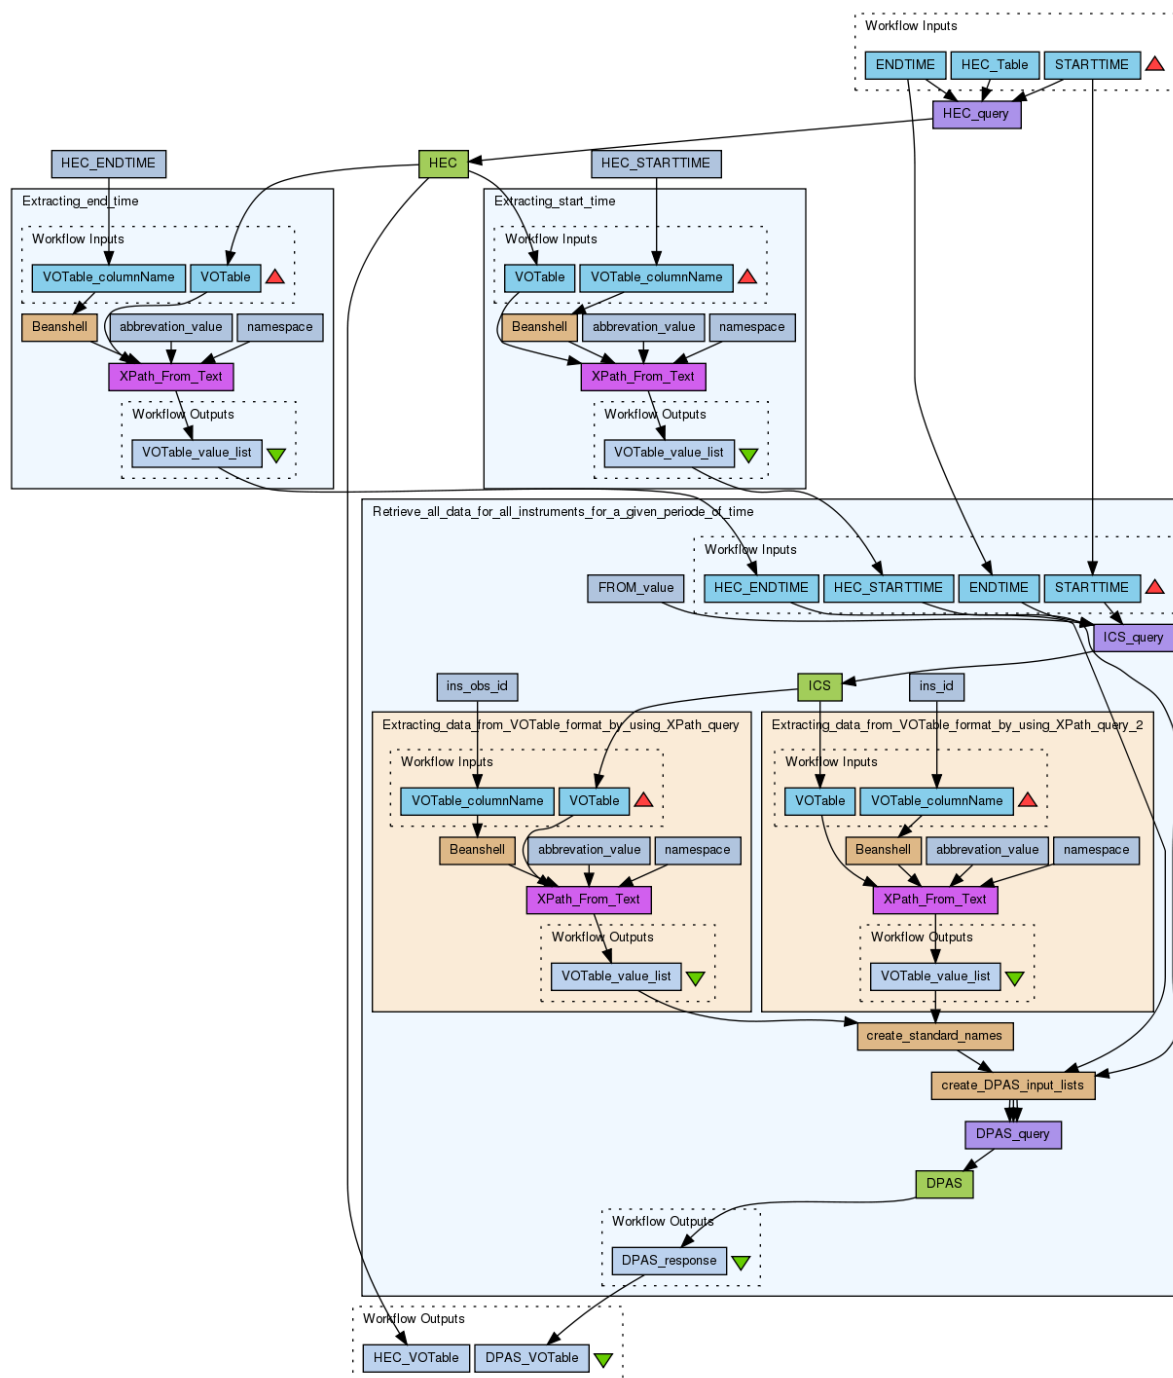 Workflow Inputs
ENDTIME
HEC_Table
STARTTIME
HEC_query
HEC_ENDTIME
HEC
HEC_STARTTIME
Extracting_end_time
Workflow Inputs
VOTable_columnName
VOTable
Beanshell
abbrevation_value
namespace
XPath_From_Text
Workflow Outputs
VOTable_value_list
Extracting_start_time
Workflow Inputs
VOTable
VOTable_columnName
Beanshell
abbrevation_value
namespace
XPath_From_Text
Workflow Outputs
VOTable_value_list
Retrieve_all_data_for_all_instruments_for_a_given_periode_of_time
Workflow Inputs
FROM_value
HEC_ENDTIME
HEC_STARTTIME
ENDTIME
STARTTIME
ICS_query
ins_obs_id
ICS
ins_id
Extracting_data_from_VOTable_format_by_using_XPath_query
Workflow Inputs
VOTable_columnName
VOTable
Beanshell
abbrevation_value
namespace
XPath_From_Text
Workflow Outputs
VOTable_value_list
Extracting_data_from_VOTable_format_by_using_XPath_query_2
Workflow Inputs
VOTable
VOTable_columnName
Beanshell
abbrevation_value
namespace
XPath_From_Text
Workflow Outputs
VOTable_value_list
create_standard_names
create_DPAS_input_lists
DPAS_query
DPAS
Workflow Outputs
DPAS_response
Workflow Outputs
HEC_VOTable
DPAS_VOTable